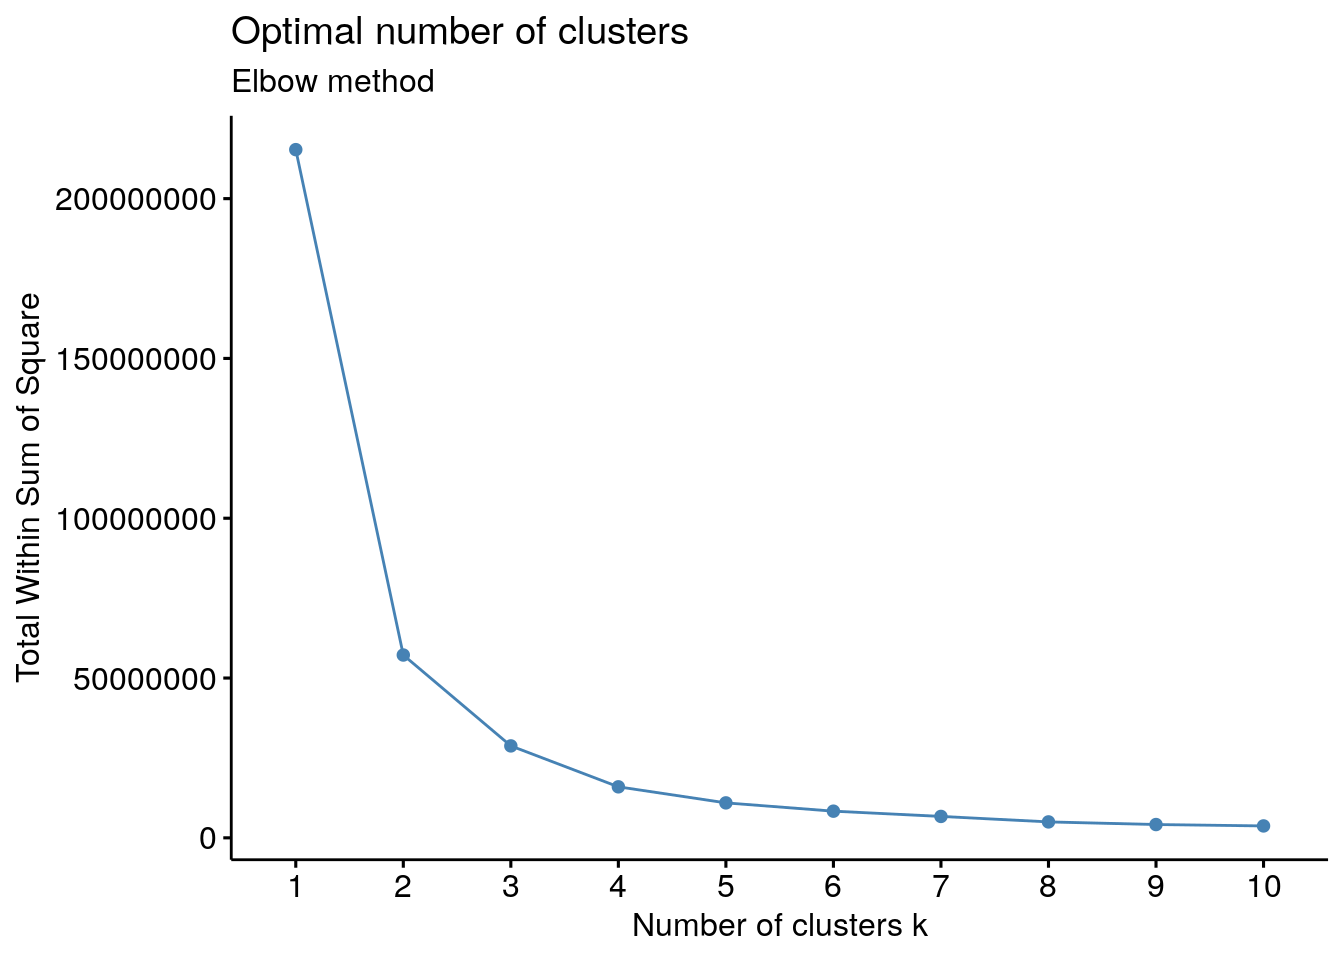 Optimal number of clusters
Elbow method
Total Within Sum of Square
200000000
150000000
100000000
50000000
0
1 2 3 4 5 6 7 8 9 10
Number of clusters k